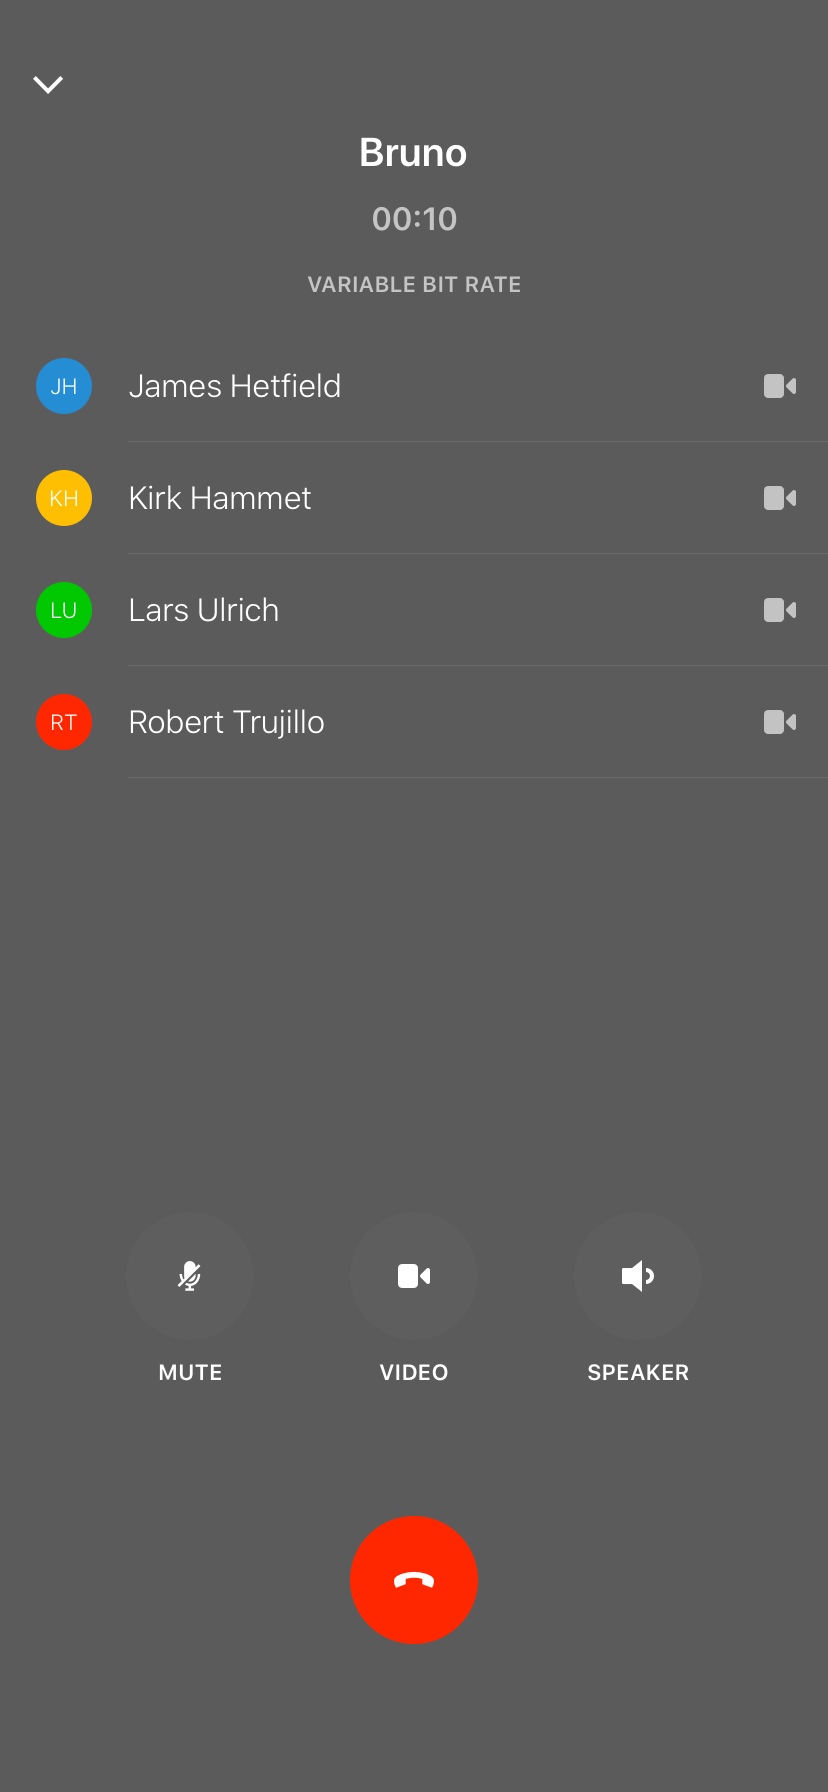 Bruno
00:10
VARIABLE BIT RATE
JH James Hetfield
KH Kirk Hammet
LU Lars Ulrich
RT Robert Trujillo
MUTE VIDEO SPEAKER